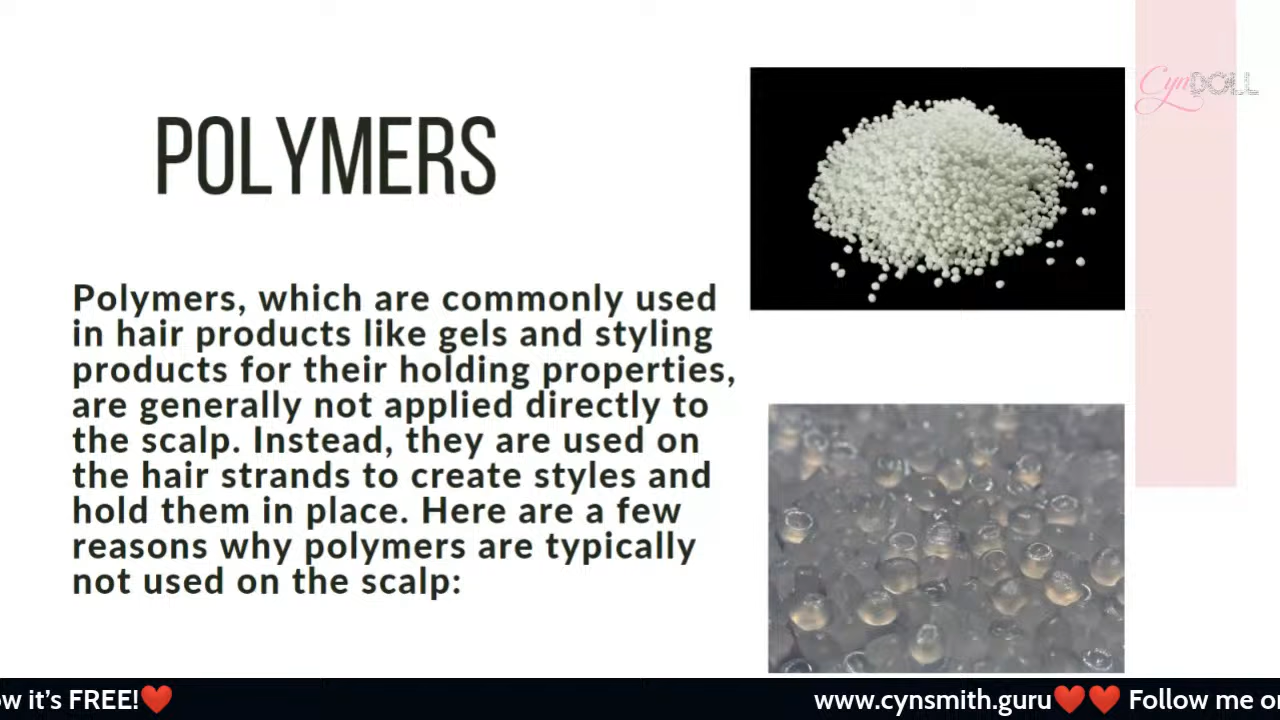 POLYMERS
Polymers, which are commonly used
in hair products like gels and styling
products for their holding properties,
are generally not applied directly to
the scalp. Instead, they are used on
the hair strands to create styles and
hold them in place. Here are a few
reasons why polymers are typically
not used on the scalp:
CynDOLL
ow it's FREE!❤️ www.cynsmith.guru❤️❤️ Follow me or